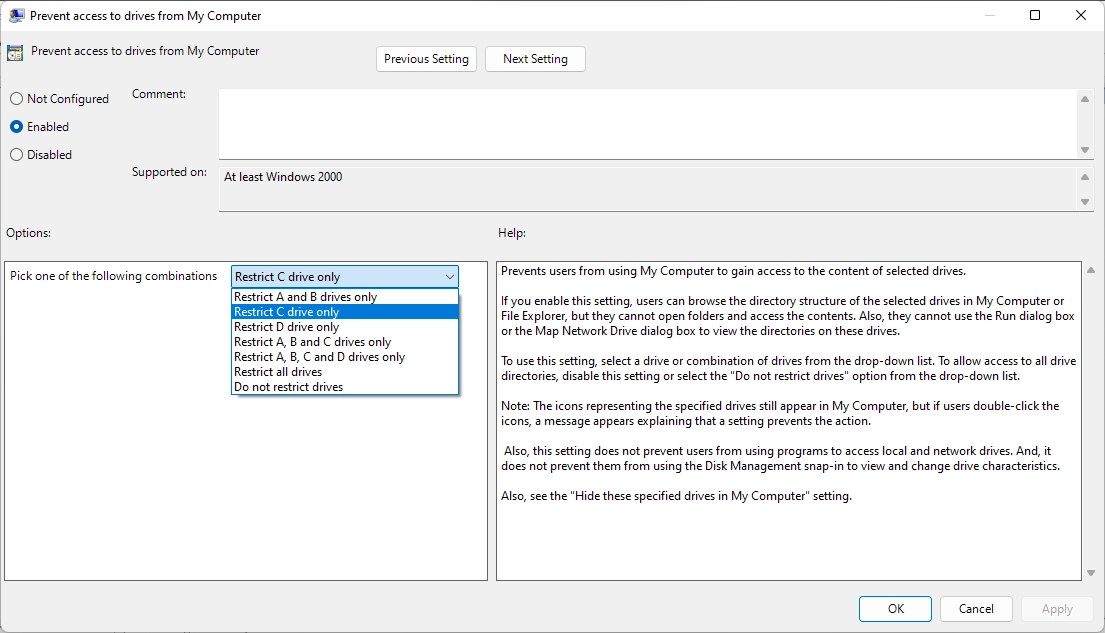 Prevent access to drives from My Computer
Prevent access to drives from My Computer
Previous Setting
Next Setting
Not Configured
Enabled
Disabled
Comment:
Supported on:
At least Windows 2000
Options:
Help:
Pick one of the following combinations
Restrict C drive only
Restrict A and B drives only
Restrict C drive only
Restrict D drive only
Restrict A, B and C drives only
Restrict A, B, C and D drives only
Restrict all drives
Do not restrict drives
Prevents users from using My Computer to gain access to the content of selected drives.
If you enable this setting, users can browse the directory structure of the selected drives in My Computer or
File Explorer, but they cannot open folders and access the contents. Also, they cannot use the Run dialog box
or the Map Network Drive dialog box to view the directories on these drives.
To use this setting, select a drive or combination of drives from the drop-down list. To allow access to all drive
directories, disable this setting or select the "Do not restrict drives" option from the drop-down list.
Note: The icons representing the specified drives still appear in My Computer, but if users double-click the
icons, a message appears explaining that a setting prevents the action.
Also, this setting does not prevent users from using programs to access local and network drives. And, it
does not prevent them from using the Disk Management snap-in to view and change drive characteristics.
Also, see the "Hide these specified drives in My Computer" setting.
OK
Cancel
Apply